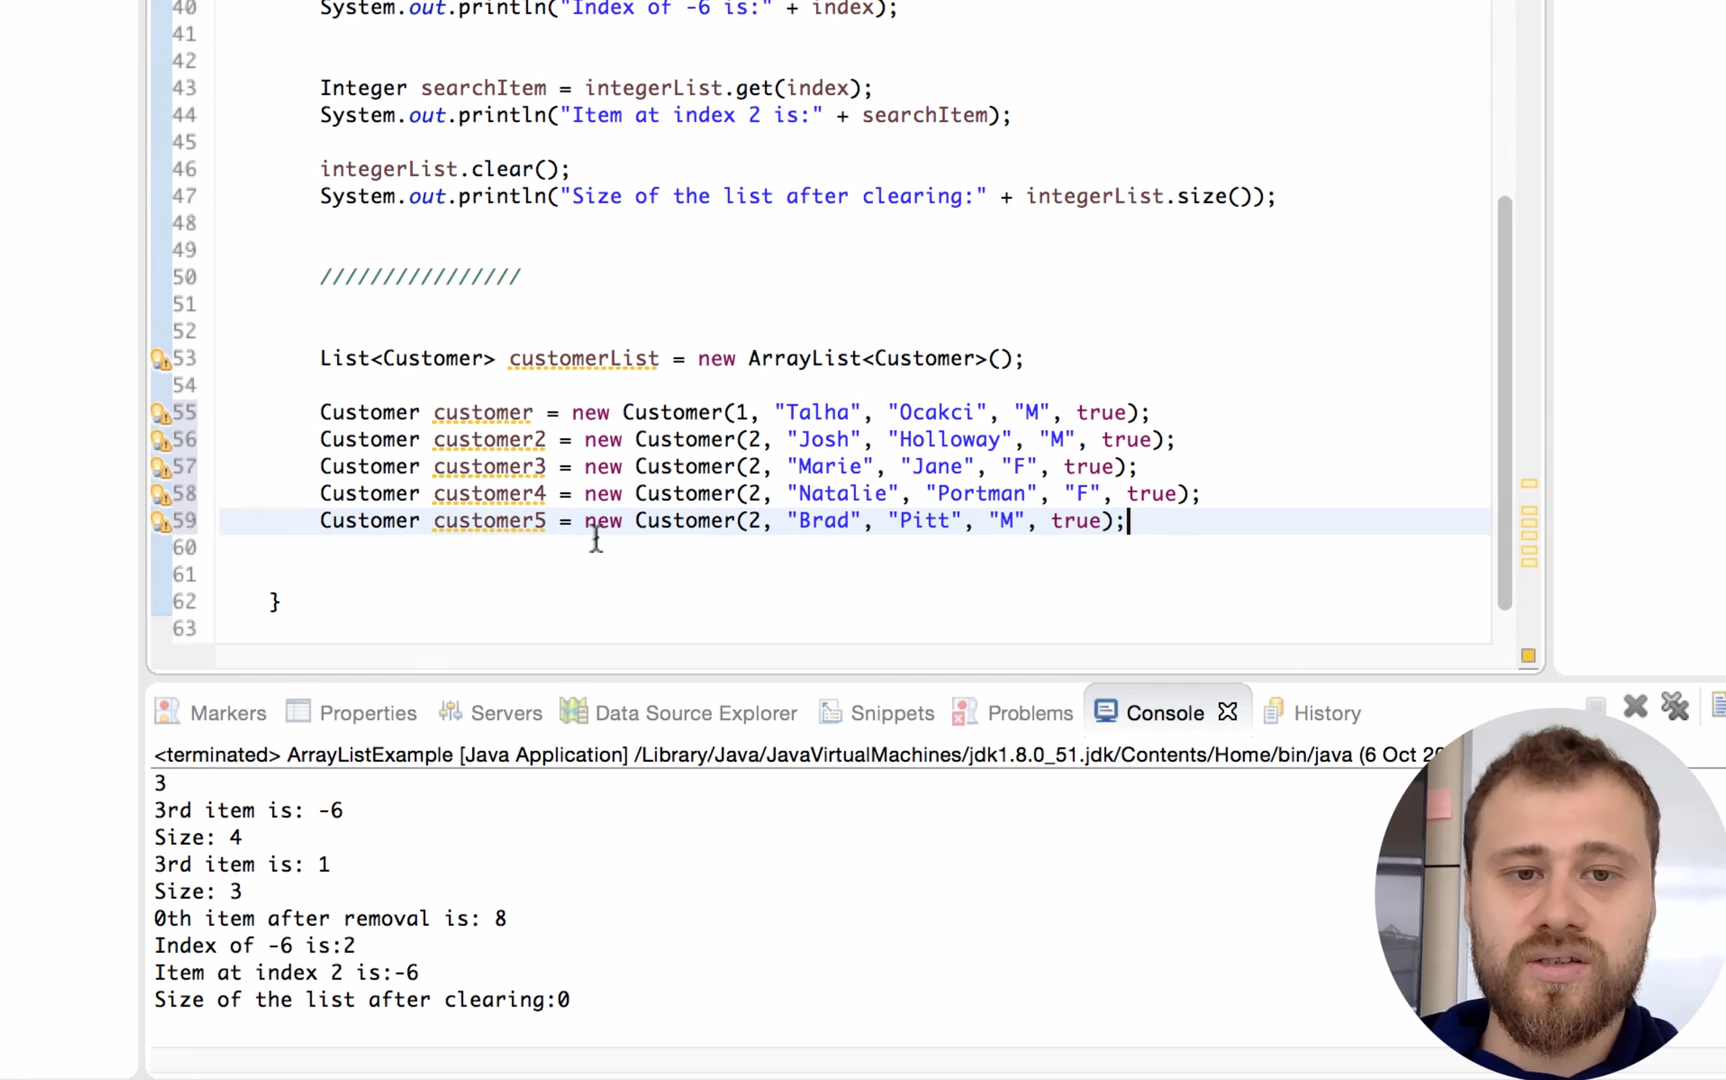 40 System.out.println("Index of -6 is:" + index);
41
42
43 Integer searchItem = integerList.get(index);
44 System.out.println("Item at index 2 is:" + searchItem);
45
46 integerList.clear();
47 System.out.println("Size of the list after clearing:" + integerList.size());
48
49
50 ////////////////
51
52
53 List<Customer> customerList = new ArrayList<Customer>();
54
55 Customer customer = new Customer(1, "Talha", "Ocakci", "M", true);
56 Customer customer2 = new Customer(2, "Josh", "Holloway", "M", true);
57 Customer customer3 = new Customer(2, "Marie", "Jane", "F", true);
58 Customer customer4 = new Customer(2, "Natalie", "Portman", "F", true);
59 Customer customer5 = new Customer(2, "Brad", "Pitt", "M", true);
60
61
62 }
63
Markers Properties Servers Data Source Explorer Snippets Problems Console History
<terminated> ArrayListExample [Java Application] /Library/Java/JavaVirtualMachines/jdk1.8.0_51.jdk/Contents/Home/bin/java (6 Oct
3
3rd item is: -6
Size: 4
3rd item is: 1
Size: 3
0th item after removal is: 8
Index of -6 is:2
Item at index 2 is:-6
Size of the list after clearing:0